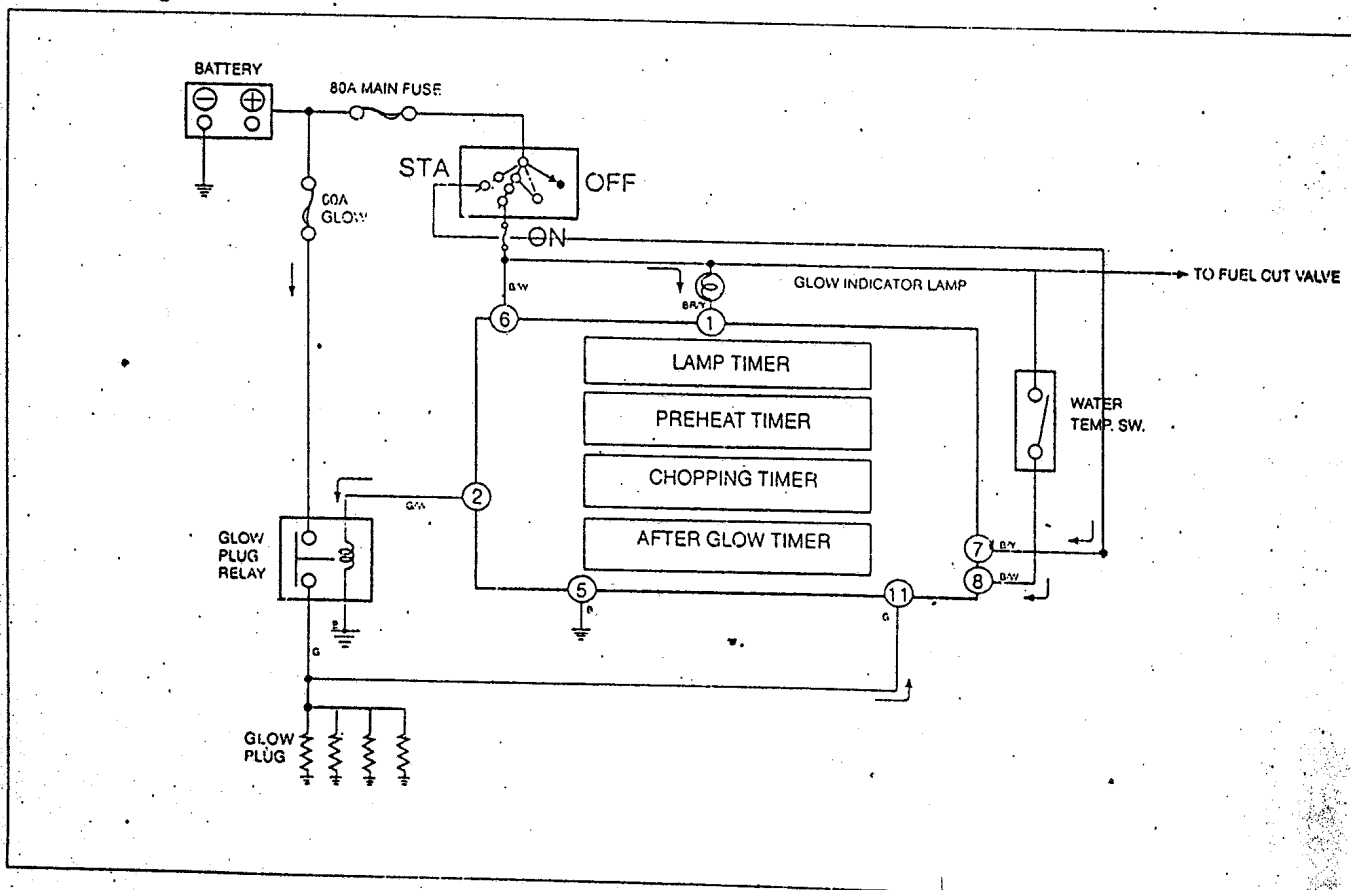 BATTERY
80A MAIN FUSE
STA
OFF
GLOW
ON
B/W
GLOW INDICATOR LAMP
TO FUEL CUT VALVE
BR/Y
6
1
LAMP TIMER
PREHEAT TIMER
CHOPPING TIMER
AFTER GLOW TIMER
WATER
TEMP. SW.
2
G/W
GLOW
PLUG
RELAY
7
B/Y
8
B/W
5
B
11
G
G
GLOW
PLUG